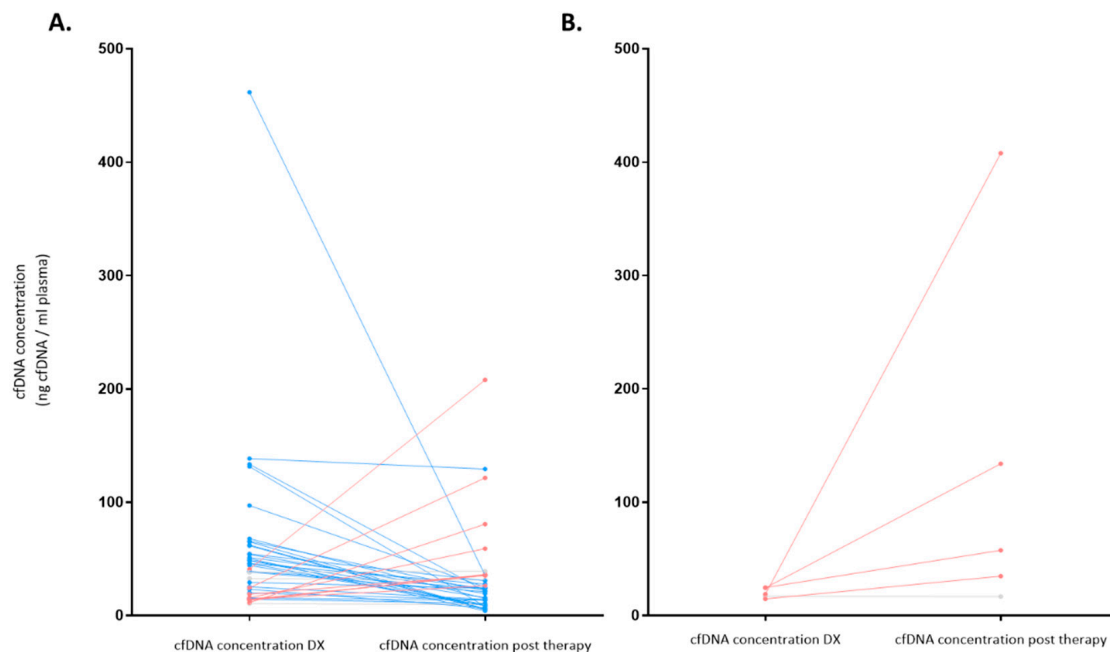 A.
B.
500
400
300
200
100
0
500
400
300
200
100
0
cfDNA concentration
(ng cfDNA / ml plasma)
cfDNA concentration DX
cfDNA concentration post therapy
cfDNA concentration DX
cfDNA concentration post therapy